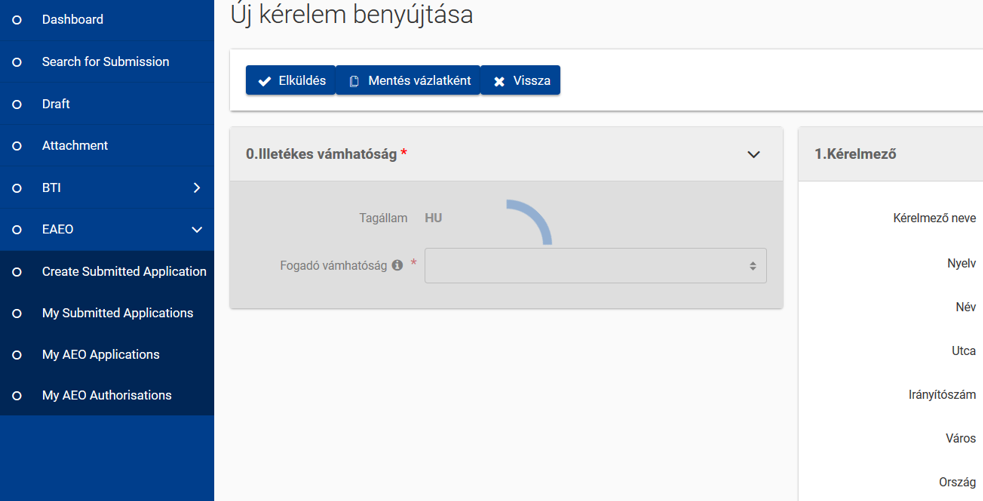 Dashboard
Search for Submission
Draft
Attachment
BTI
EAEO
Create Submitted Application
My Submitted Applications
My AEO Applications
My AEO Authorisations
Új kérelem benyújtása
Elküldés Mentés vázlatként Vissza
0.Illetékes vámhatóság *
Tagállam HU
Fogadó vámhatóság *
1.Kérelmező
Kérelmező neve
Nyelv
Név
Utca
Irányítószám
Város
Ország